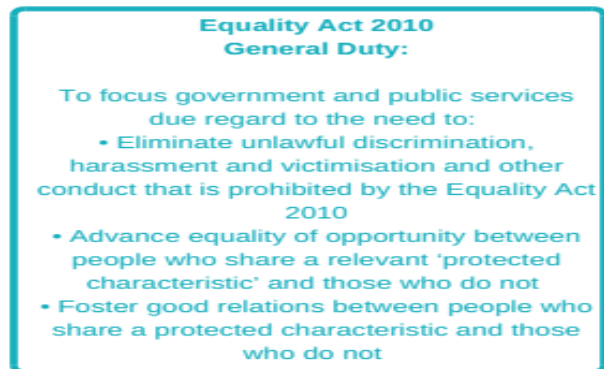 Equality Act 2010
General Duty:
To focus government and public services
due regard to the need to:
• Eliminate unlawful discrimination,
harassment and victimisation and other
conduct that is prohibited by the Equality Act
2010
• Advance equality of opportunity between
people who share a relevant ‘protected
characteristic’ and those who do not
• Foster good relations between people who
share a protected characteristic and those
who do not